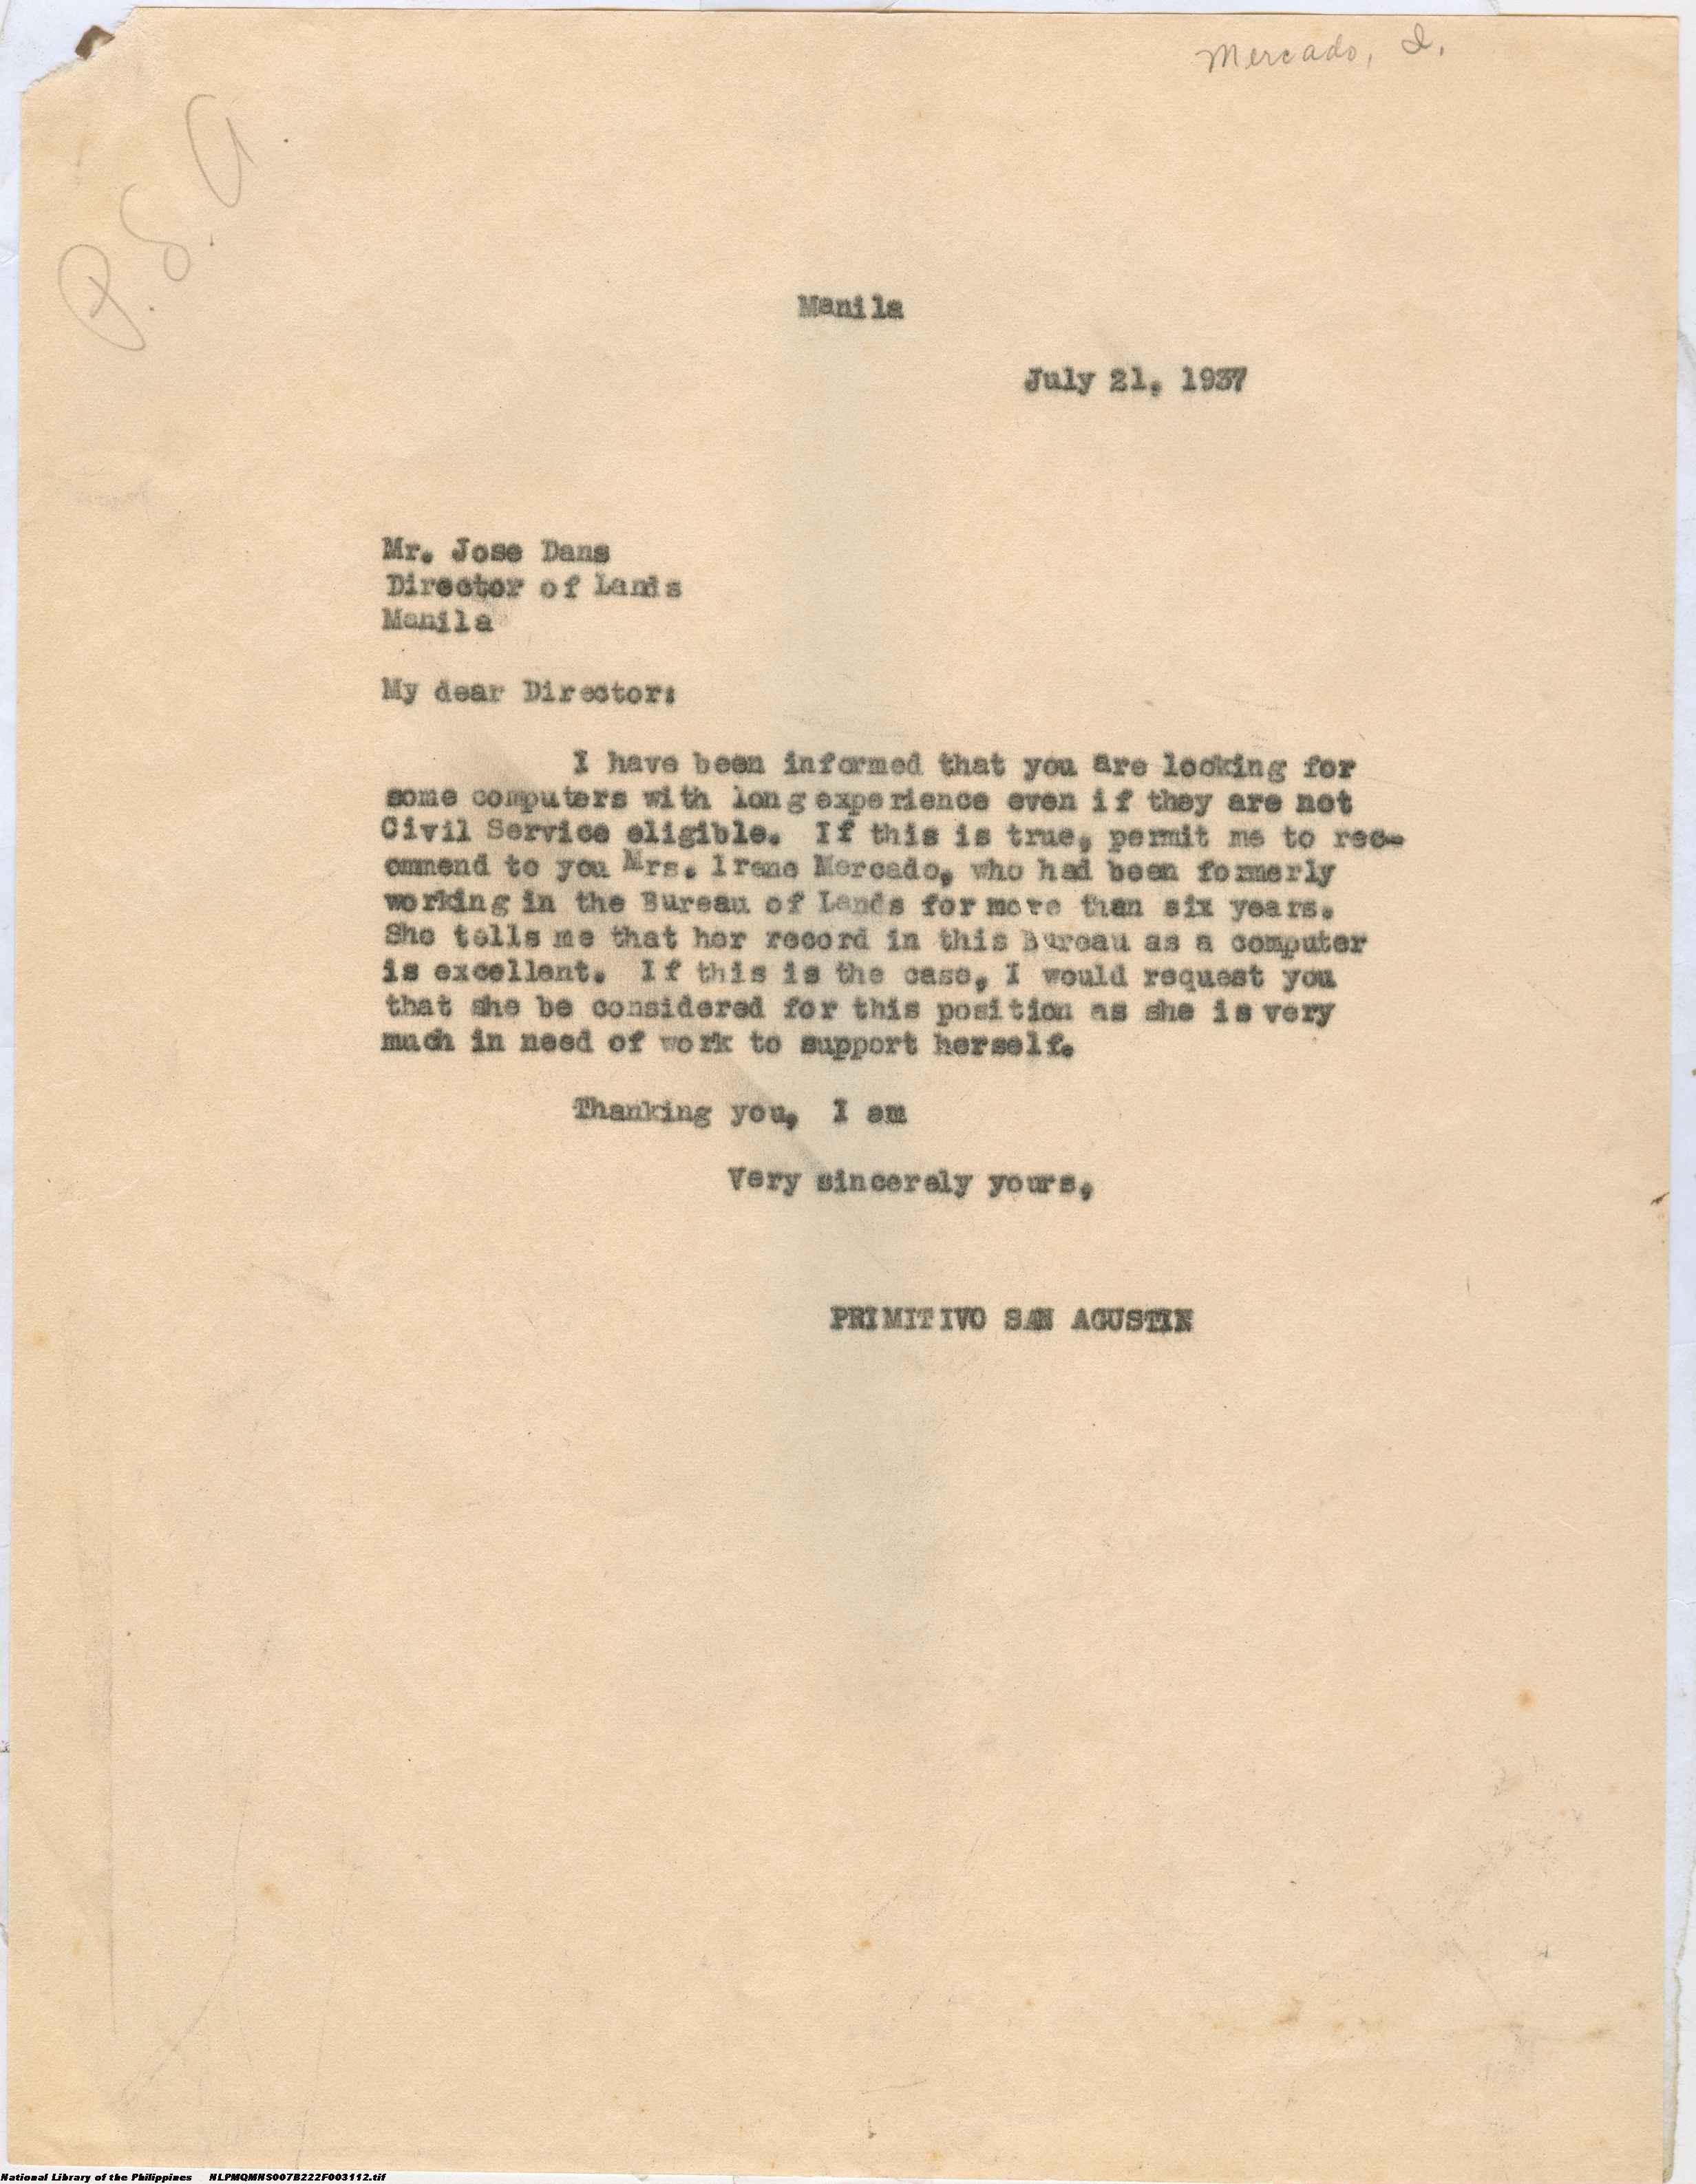 Mercado, I.
P. S. A.
Manila
July 21, 1937
Mr. Jose Dans
Director of Lands
Manila
My dear Director:
I have been informed that you are looking for
some computers with long experience even if they are not
Civil Service eligible. If this is true, permit me to rec-
ommend to you Mrs. Irene Mercado, who had been formerly
working in the Bureau of Lands for more than six years.
She tells me that her record in this Bureau as a computer
is excellent. If this is the case, I would request you
that she be considered for this position as she is very
much in need of work to support herself.
Thanking you, I am
Very sincerely yours,
PRIMITIVO SAN AGUSTIN
National Library of the Philippines NLPMQMNS007B222F003112.tif